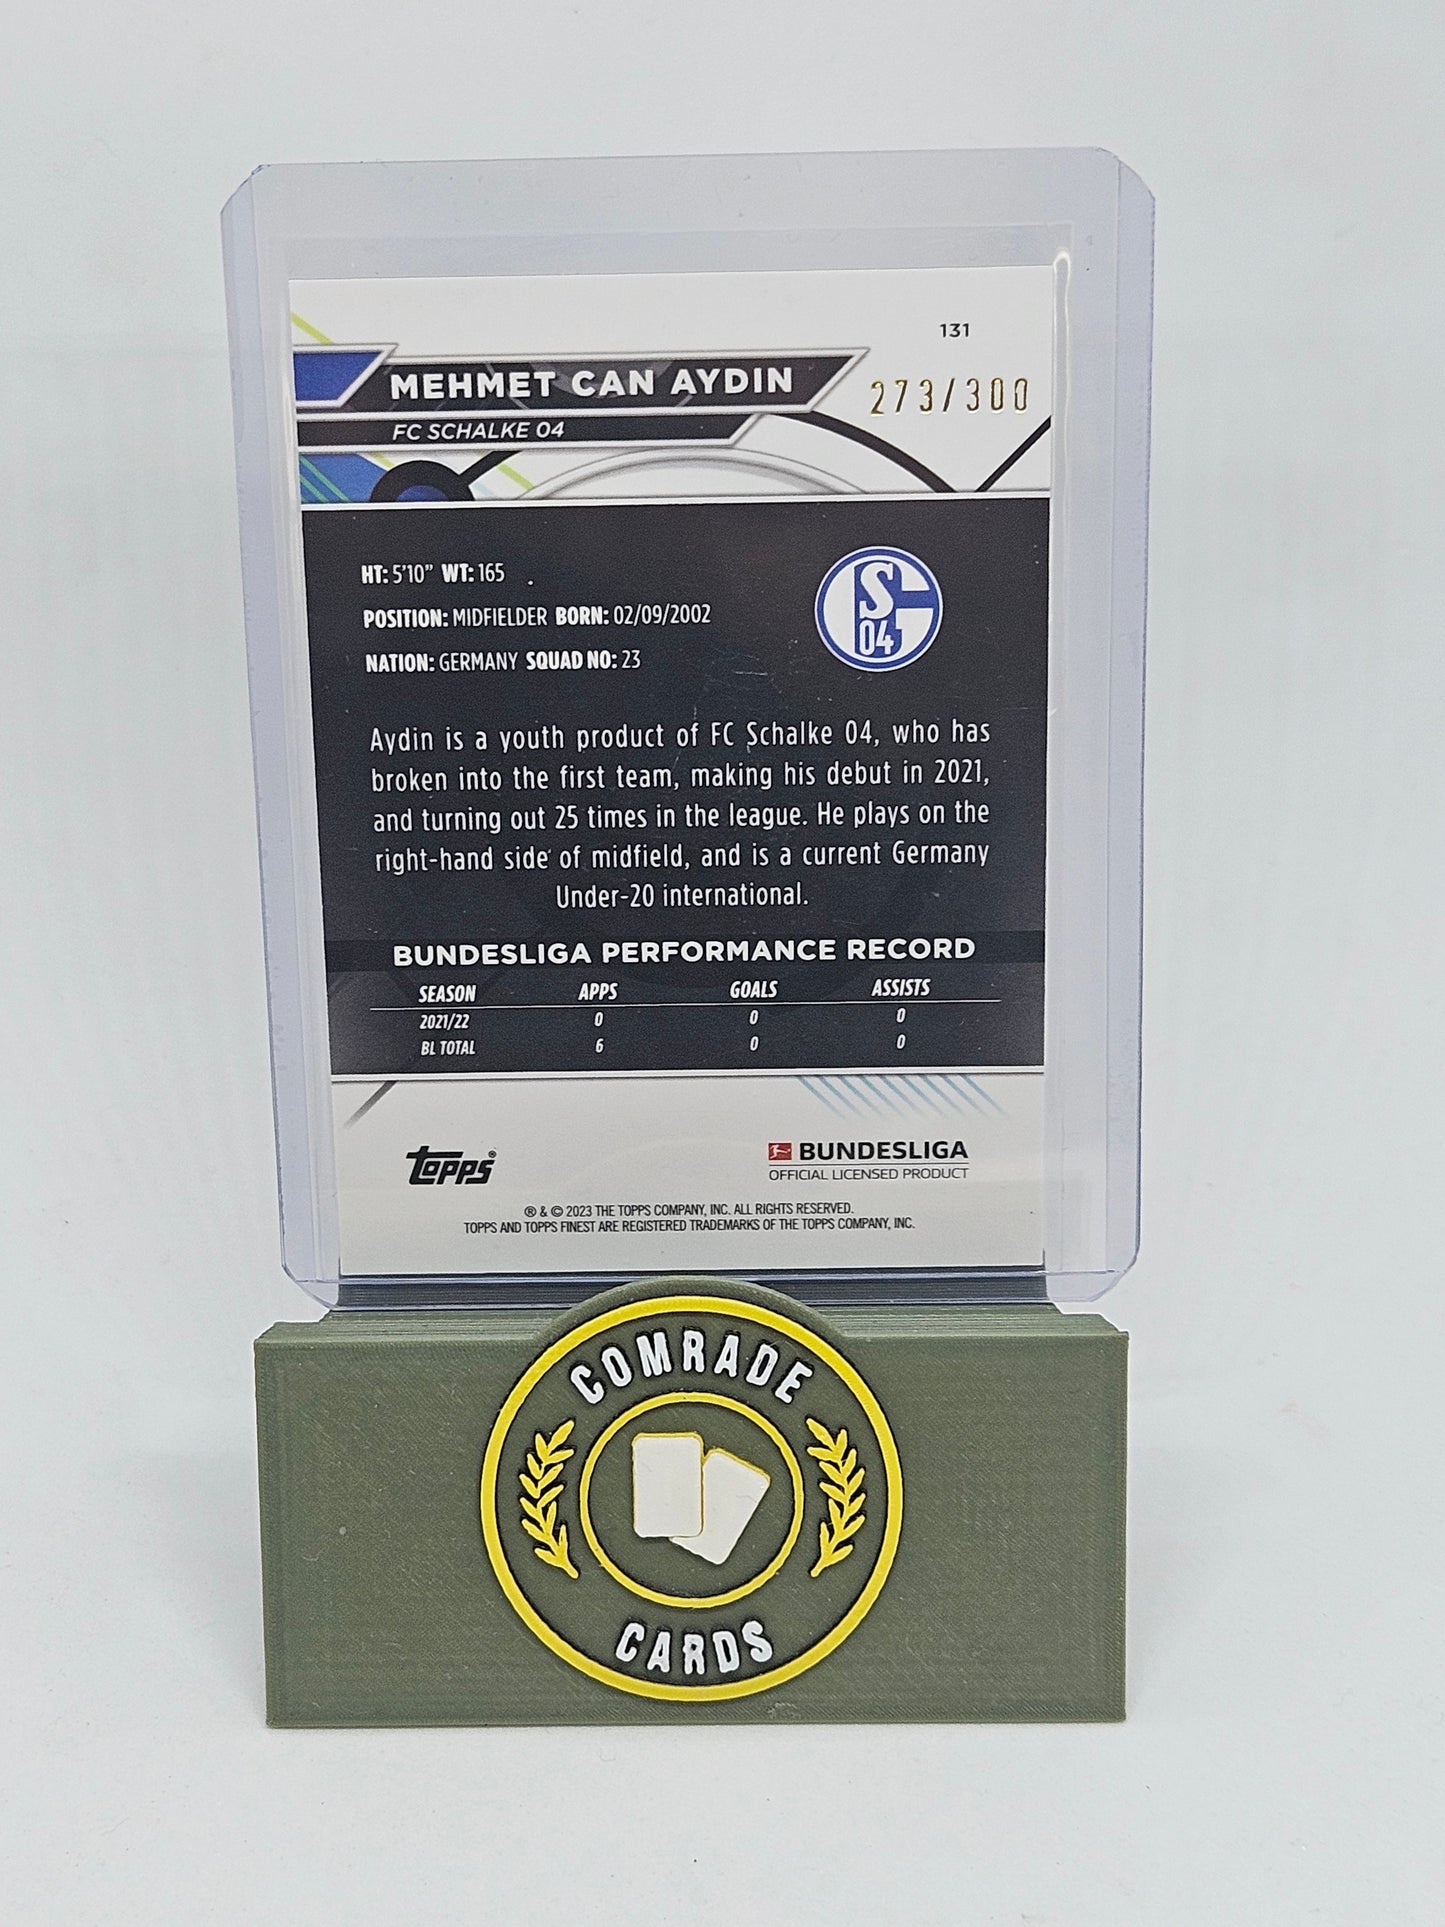 131
MEHMET CAN AYDIN
273/300
FC SCHALKE 04
HT: 5'10" WT: 165
POSITION: MIDFIELDER BORN: 02/09/2002
NATION: GERMANY SQUAD NO: 23
S
04
Aydin is a youth product of FC Schalke 04, who has
broken into the first team, making his debut in 2021,
and turning out 25 times in the league. He plays on the
right-hand side of midfield, and is a current Germany
Under-20 international.
BUNDESLIGA PERFORMANCE RECORD
SEASON APPS GOALS ASSISTS
2021/22 0 0 0
BL TOTAL 6 0 0
topps®
BUNDESLIGA
OFFICIAL LICENSED PRODUCT
® & © 2023 THE TOPPS COMPANY, INC. ALL RIGHTS RESERVED.
TOPPS AND TOPPS FINEST ARE REGISTERED TRADEMARKS OF THE TOPPS COMPANY, INC.
COMRADE
CARDS